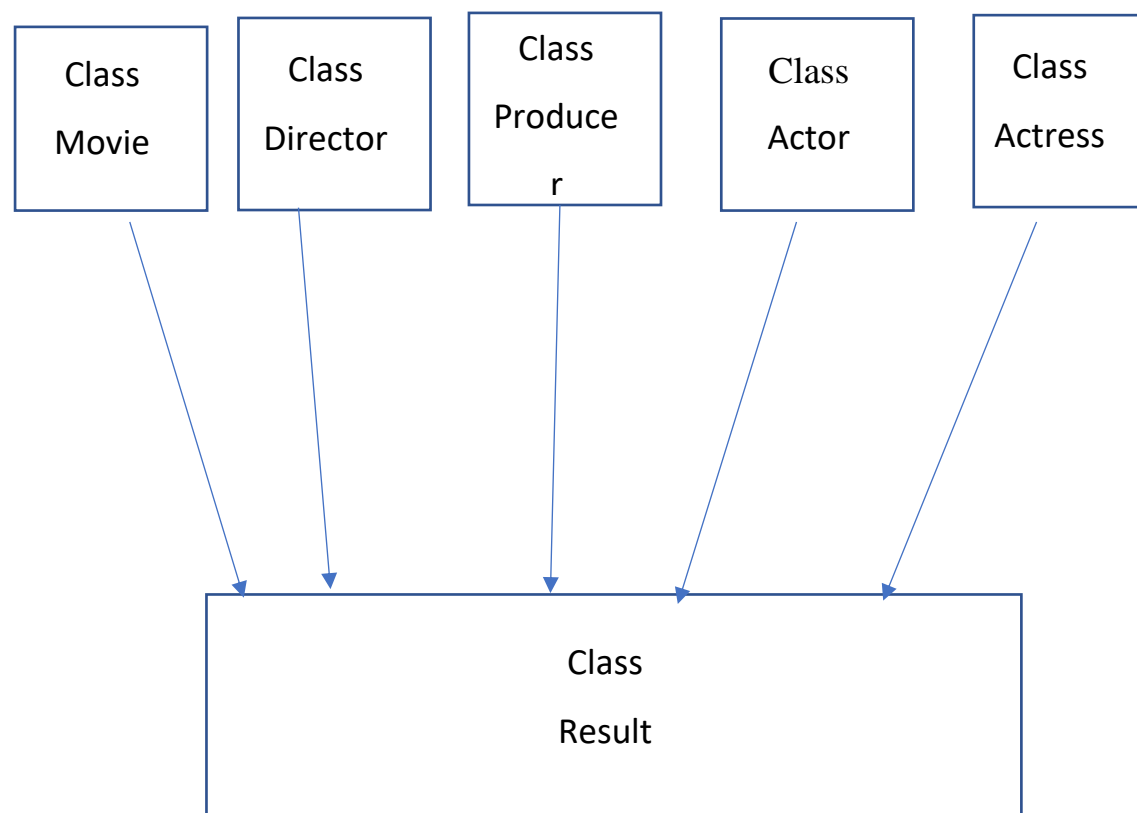 Class
Movie
Class
Director
Class
Produce
r
Class
Actor
Class
Actress
Class
Result